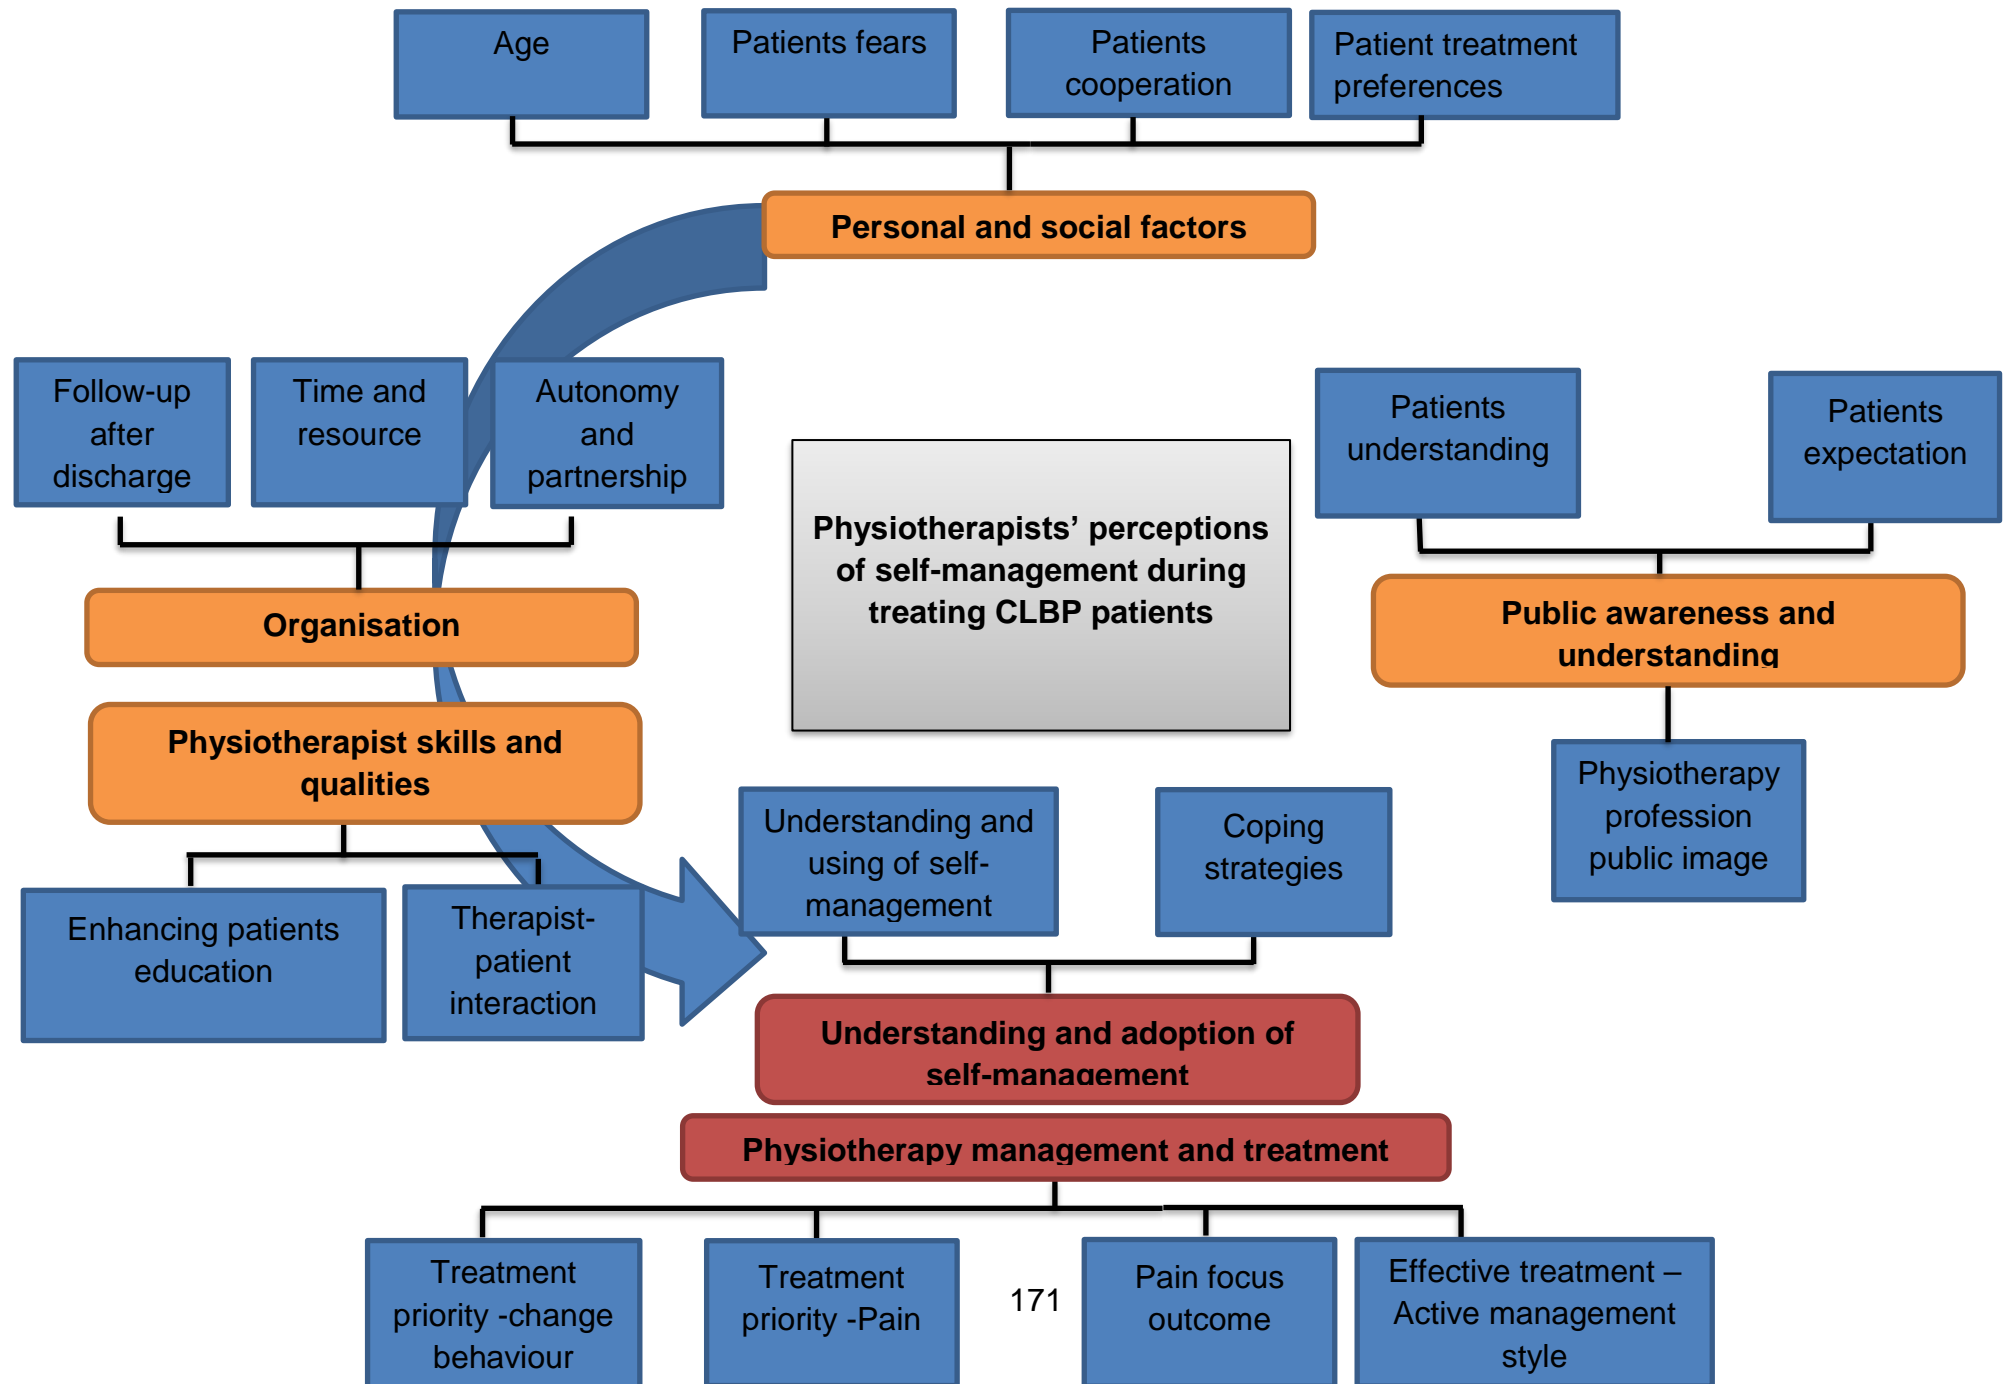 Age
Patients fears
Patients
cooperation
Patient treatment
preferences
Personal and social factors
Follow-up
after
discharge
Time and
resource
Autonomy
and
partnership
Organisation
Physiotherapists’ perceptions
of self-management during
treating CLBP patients
Patients
understanding
Patients
expectation
Public awareness and
understanding
Physiotherapy
profession
public image
Physiotherapist skills and
qualities
Enhancing patients
education
Therapist-
patient
interaction
Understanding and
using of self-
management
Coping
strategies
Understanding and adoption of
self-management
Physiotherapy management and treatment
Treatment
priority -change
behaviour
Treatment
priority -Pain
171
Pain focus
outcome
Effective treatment –
Active management
style